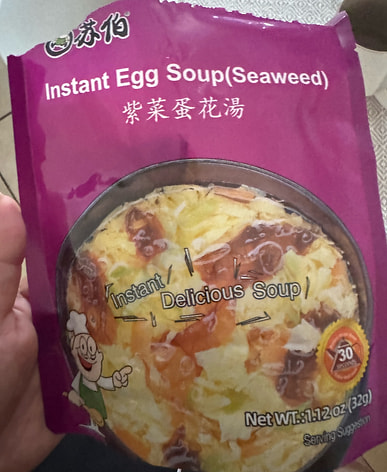 苏伯
Instant Egg Soup(Seaweed)
紫菜蛋花湯
Instant Delicious Soup
30
Net WT.:1.12 oz (32g)
Serving Suggestion